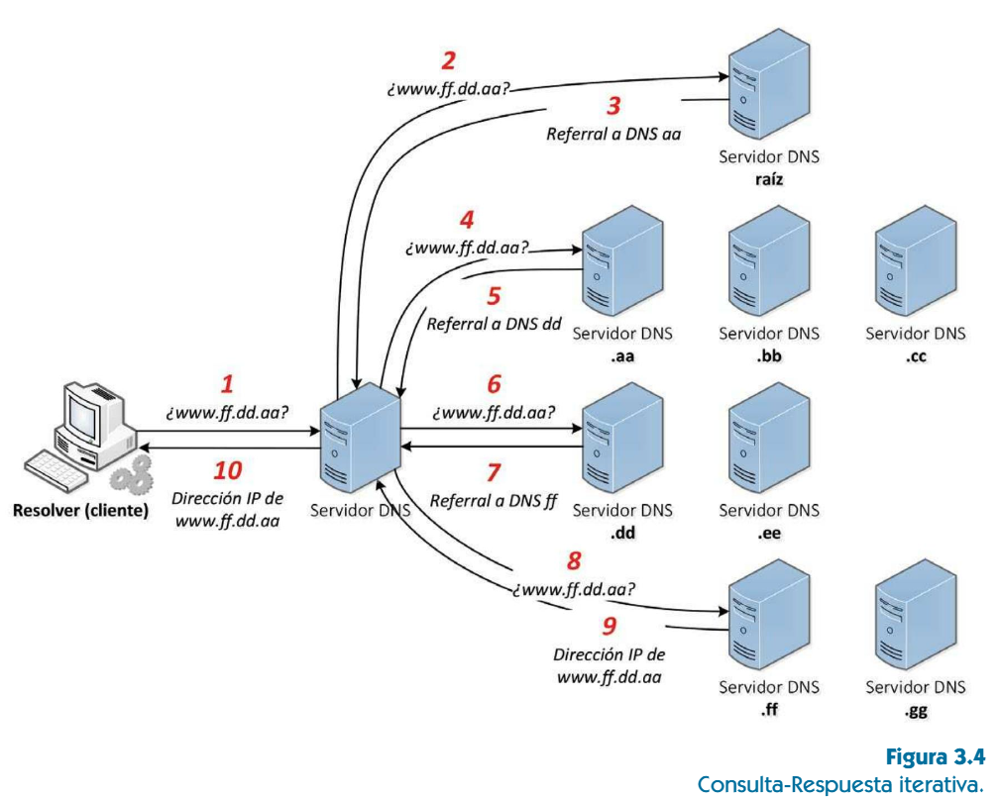 2
¿www.ff.dd.aa?
3
Referral a DNS aa
Servidor DNS
raíz
4
¿www.ff.dd.aa?
5
Referral a DNS dd
Servidor DNS
.aa
Servidor DNS
.bb
Servidor DNS
.cc
1
¿www.ff.dd.aa?
10
Dirección IP de
www.ff.dd.aa
Resolver (cliente)
Servidor DNS
6
¿www.ff.dd.aa?
7
Referral a DNS ff
Servidor DNS
.dd
Servidor DNS
.ee
8
¿www.ff.dd.aa?
9
Dirección IP de
www.ff.dd.aa
Servidor DNS
.ff
Servidor DNS
.gg
Figura 3.4
Consulta-Respuesta iterativa.